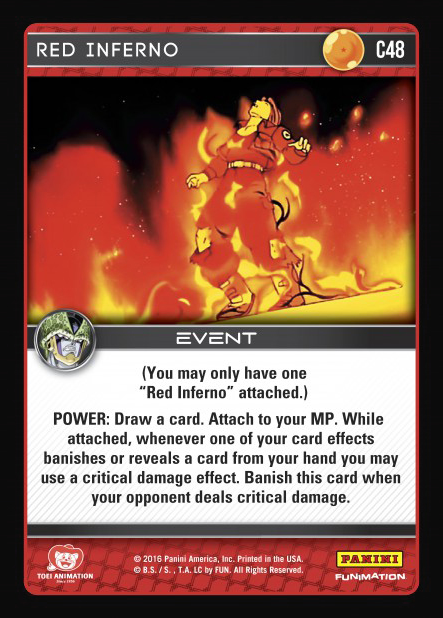 RED INFERNO
C48
EVENT
(You may only have one
“Red Inferno” attached.)
POWER: Draw a card. Attach to your MP. While
attached, whenever one of your card effects
banishes or reveals a card from your hand you may
use a critical damage effect. Banish this card when
your opponent deals critical damage.
TOEI ANIMATION
Since 1956
© 2016 Panini America, Inc. Printed in the USA.
© B.S./ S. , T.A. LC by FUN. All Rights Reserved.
PANINI
FUNIMATION